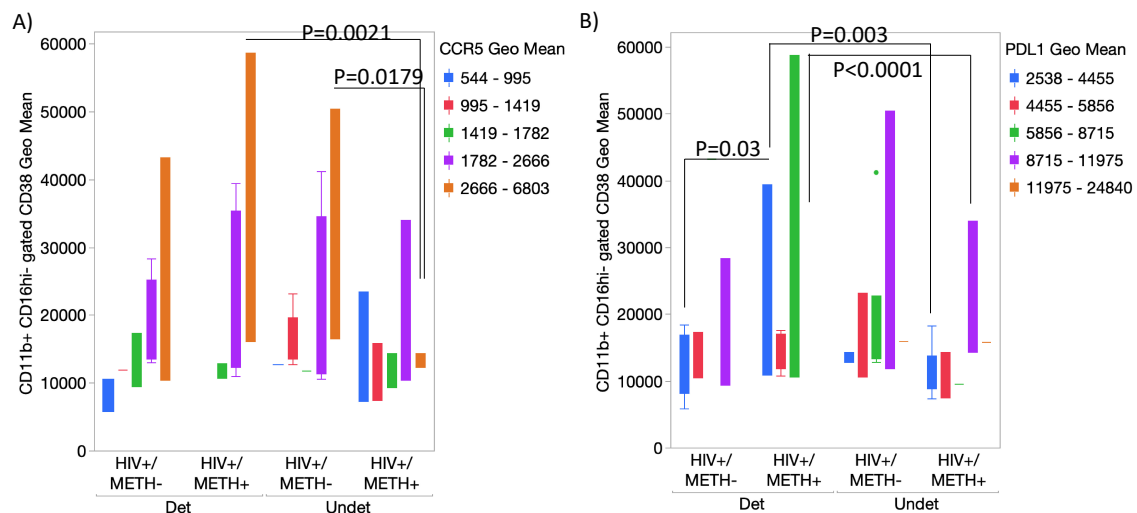 A)
CD11b+ CD16hi- gated CD38 Geo Mean
60000
50000
40000
30000
20000
10000
0
P=0.0021
P=0.0179
CCR5 Geo Mean
544 - 995
995 - 1419
1419 - 1782
1782 - 2666
2666 - 6803
HIV+/
METH-
HIV+/
METH+
HIV+/
METH-
HIV+/
METH+
Det
Undet
B)
CD11b+ CD16hi- gated CD38 Geo Mean
60000
50000
40000
30000
20000
10000
0
P=0.003
P<0.0001
P=0.03
PDL1 Geo Mean
2538 - 4455
4455 - 5856
5856 - 8715
8715 - 11975
11975 - 24840
HIV+/
METH-
HIV+/
METH+
HIV+/
METH-
HIV+/
METH+
Det
Undet